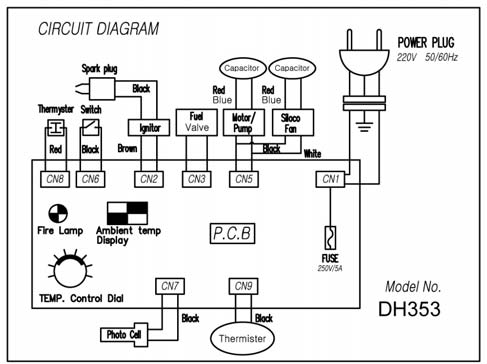 CIRCUIT DIAGRAM
POWER PLUG
220V 50/60Hz
Capacitor
Capacitor
Spark plug
Black
Red
Blue
Red
Blue
Thermyster
Switch
Ignitor
Fuel
Valve
Motor/
Pump
Siloco
Fan
Red
Black
Brown
Black
White
CN8
CN6
CN2
CN3
CN5
CN1
Fire Lamp
Ambient temp
Display
P.C.B
FUSE
250V/5A
TEMP. Control Dial
CN7
CN9
Model No.
DH353
Black
Black
Photo Cell
Thermister